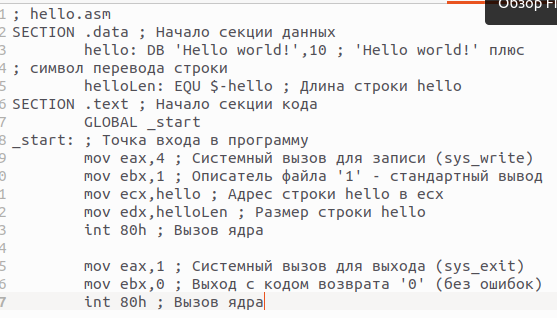 Обзор
1 ; hello.asm
2 SECTION .data ; Начало секции данных
3 hello: DB 'Hello world!',10 ; 'Hello world!' плюс
4 ; символ перевода строки
5 helloLen: EQU $-hello ; Длина строки hello
6 SECTION .text ; Начало секции кода
7 GLOBAL _start
8 _start: ; Точка входа в программу
9 mov eax,4 ; Системный вызов для записи (sys_write)
0 mov ebx,1 ; Описатель файла '1' - стандартный вывод
1 mov ecx,hello ; Адрес строки hello в ecx
2 mov edx,helloLen ; Размер строки hello
3 int 80h ; Вызов ядра
4
5 mov eax,1 ; Системный вызов для выхода (sys_exit)
6 mov ebx,0 ; Выход с кодом возврата '0' (без ошибок)
7 int 80h ; Вызов ядра